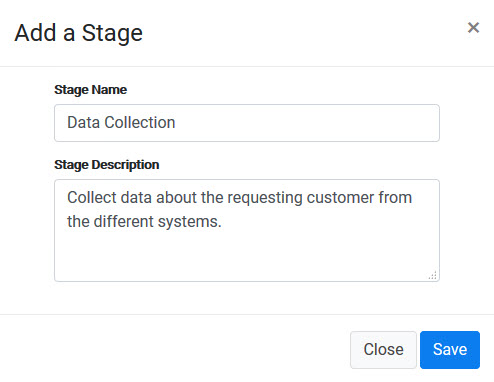 Add a Stage
×
Stage Name
Data Collection
Stage Description
Collect data about the requesting customer from
the different systems.
Close
Save